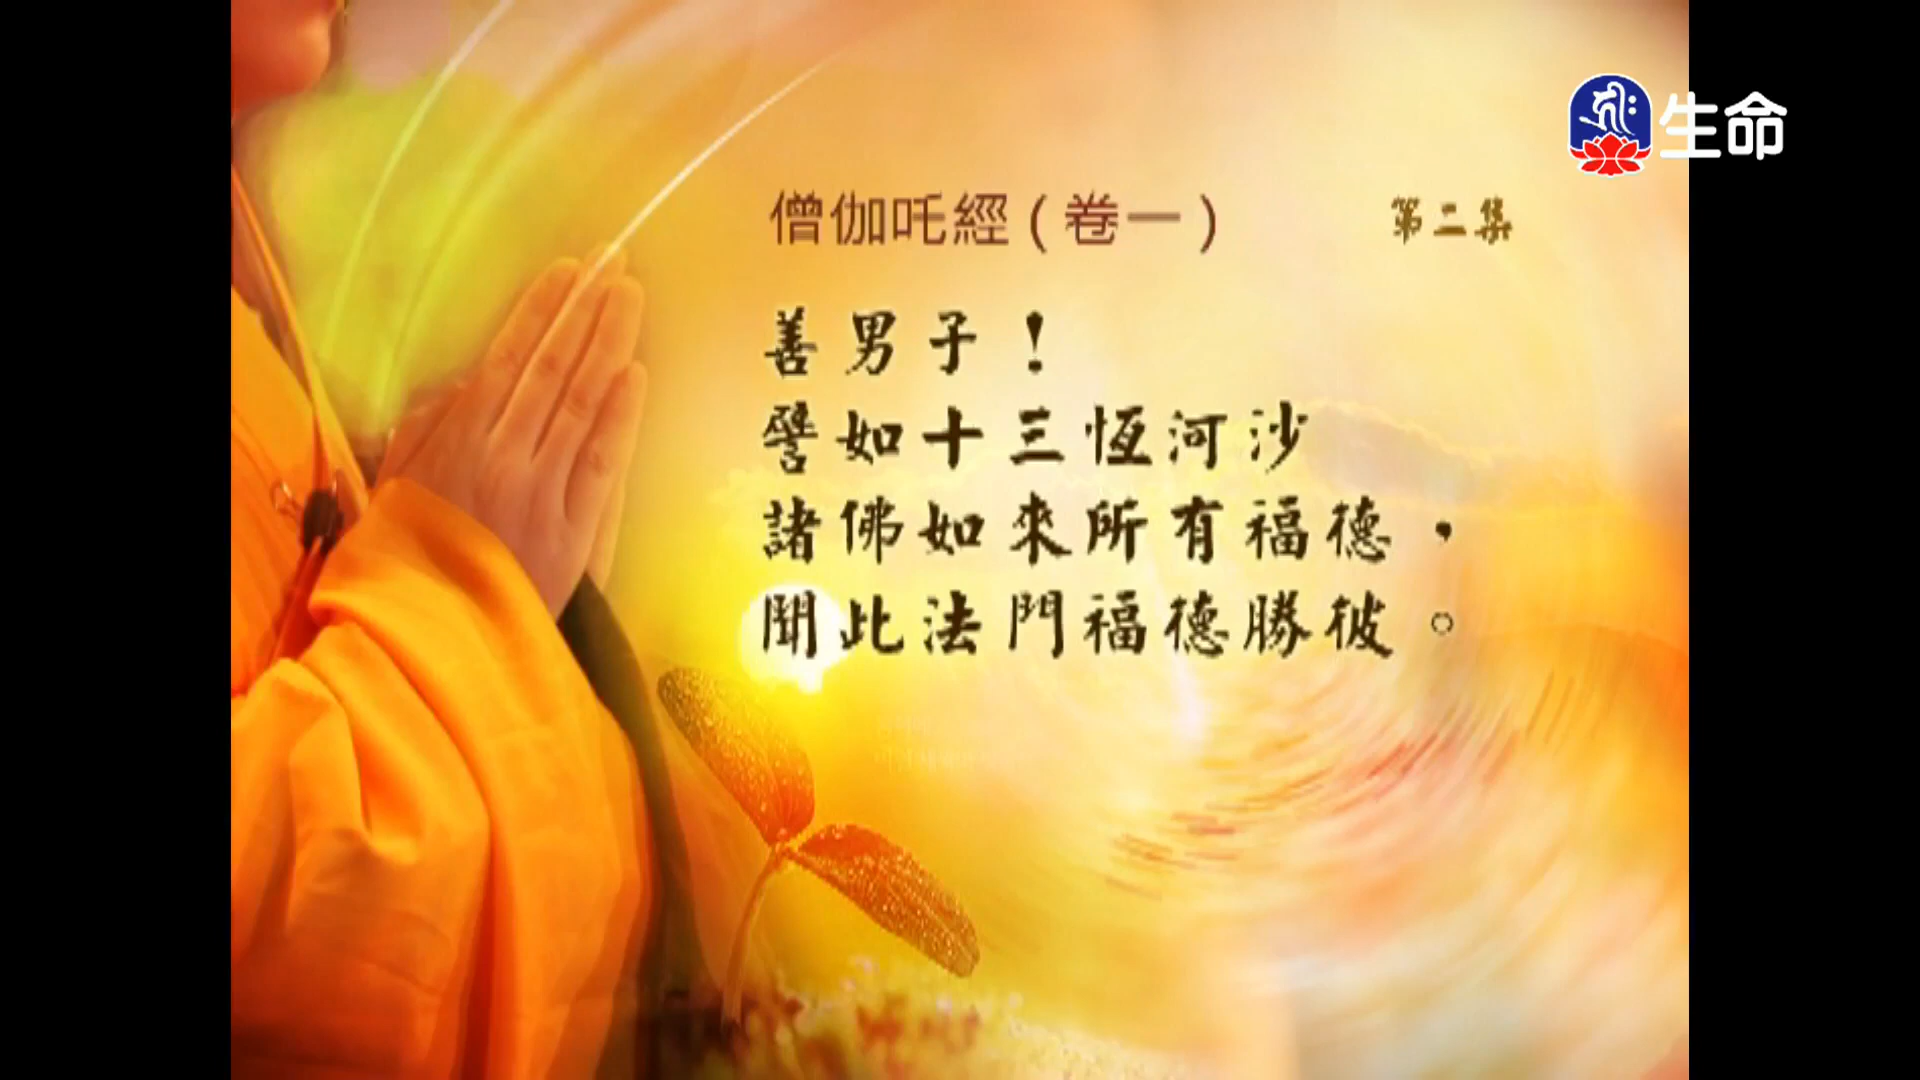 生命
僧伽吒經(卷一) 第二集
善男子！
譬如十三恆河沙
諸佛如來所有福德，
聞此法門福德勝彼。